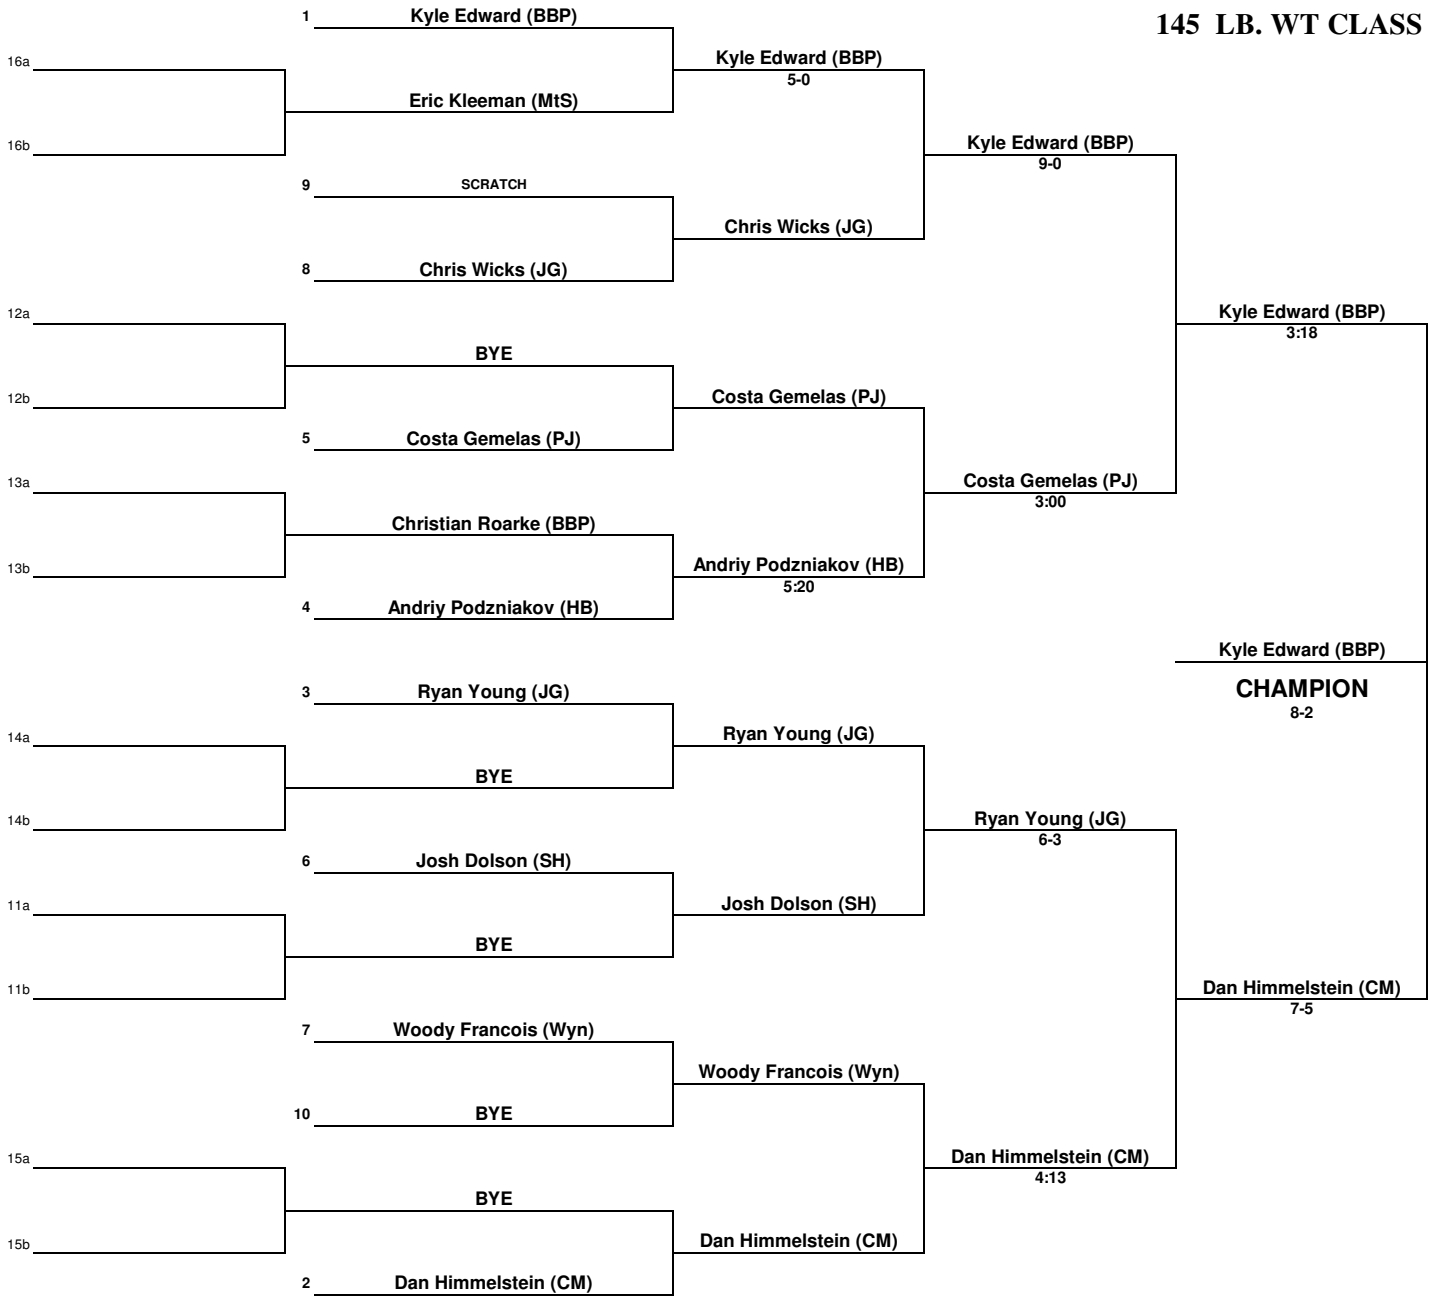 145 LB. WT CLASS
1 Kyle Edward (BBP)
16a
Kyle Edward (BBP)
5-0
Eric Kleeman (MtS)
16b
Kyle Edward (BBP)
9-0
9 SCRATCH
Chris Wicks (JG)
8 Chris Wicks (JG)
12a
Kyle Edward (BBP)
3:18
BYE
12b
Costa Gemelas (PJ)
5 Costa Gemelas (PJ)
13a
Costa Gemelas (PJ)
3:00
Christian Roarke (BBP)
13b
Andriy Podzniakov (HB)
5:20
4 Andriy Podzniakov (HB)
Kyle Edward (BBP)
CHAMPION
8-2
3 Ryan Young (JG)
14a
Ryan Young (JG)
BYE
14b
Ryan Young (JG)
6-3
6 Josh Dolson (SH)
11a
Josh Dolson (SH)
BYE
11b
Dan Himmelstein (CM)
7-5
7 Woody Francois (Wyn)
Woody Francois (Wyn)
10 BYE
15a
Dan Himmelstein (CM)
4:13
BYE
15b
Dan Himmelstein (CM)
2 Dan Himmelstein (CM)